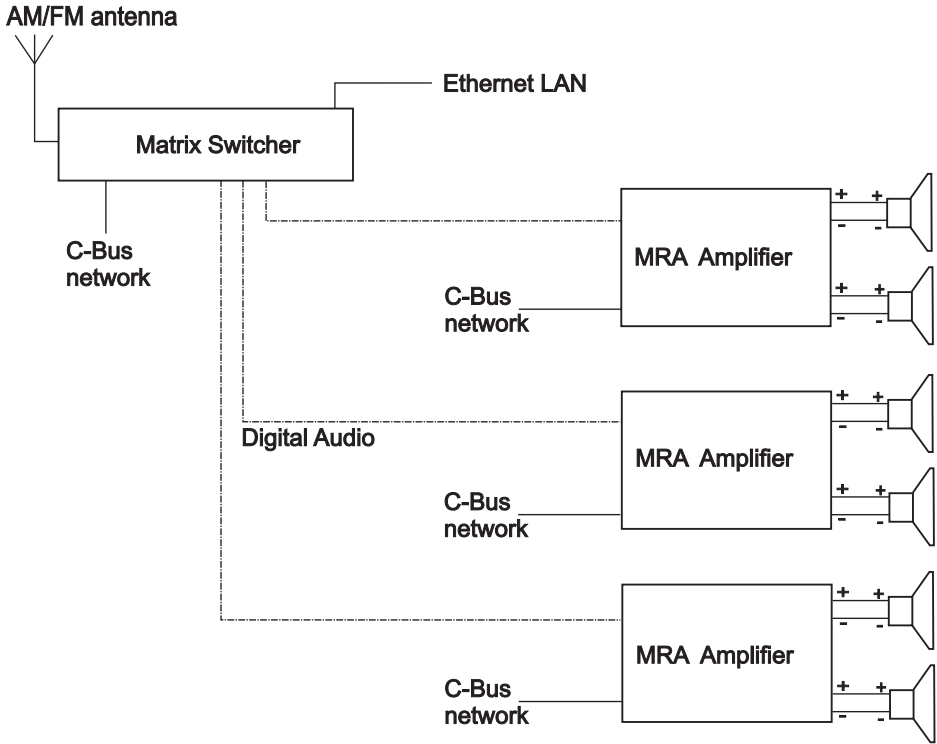 AM/FM antenna
Ethernet LAN
Matrix Switcher
C-Bus
network
+ +
- -
MRA Amplifier
C-Bus
network
+ +
- -
+ +
- -
Digital Audio
MRA Amplifier
C-Bus
network
+ +
- -
+ +
- -
MRA Amplifier
C-Bus
network
+ +
- -